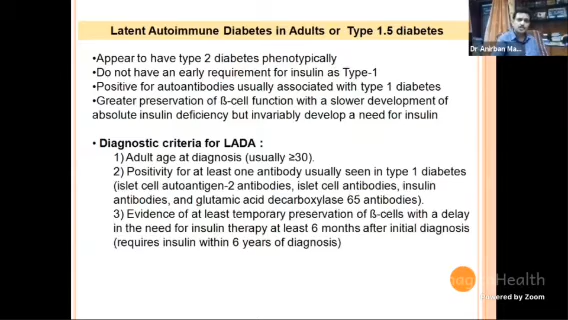 Latent Autoimmune Diabetes in Adults or Type 1.5 diabetes
Dr Anirban Ma...
•Appear to have type 2 diabetes phenotypically
•Do not have an early requirement for insulin as Type-1
•Positive for autoantibodies usually associated with type 1 diabetes
•Greater preservation of ß-cell function with a slower development of
absolute insulin deficiency but invariably develop a need for insulin
• Diagnostic criteria for LADA :
1) Adult age at diagnosis (usually ≥30).
2) Positivity for at least one antibody usually seen in type 1 diabetes
(islet cell autoantigen-2 antibodies, islet cell antibodies, insulin
antibodies, and glutamic acid decarboxylase 65 antibodies).
3) Evidence of at least temporary preservation of ß-cells with a delay
in the need for insulin therapy at least 6 months after initial diagnosis
(requires insulin within 6 years of diagnosis)
Health
Powered by Zoom